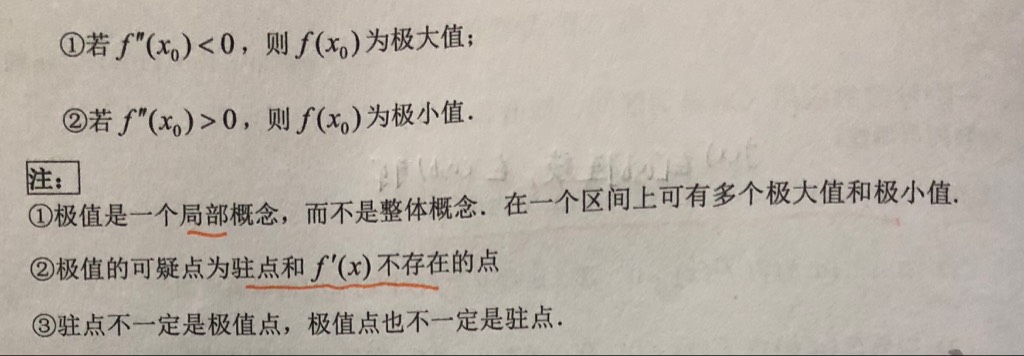 ①若 f″(x₀)<0，则 f(x₀)为极大值；
②若 f″(x₀)>0，则 f(x₀)为极小值．
注：
①极值是一个局部概念，而不是整体概念．在一个区间上可有多个极大值和极小值．
②极值的可疑点为驻点和 f′(x)不存在的点
③驻点不一定是极值点，极值点也不一定是驻点．